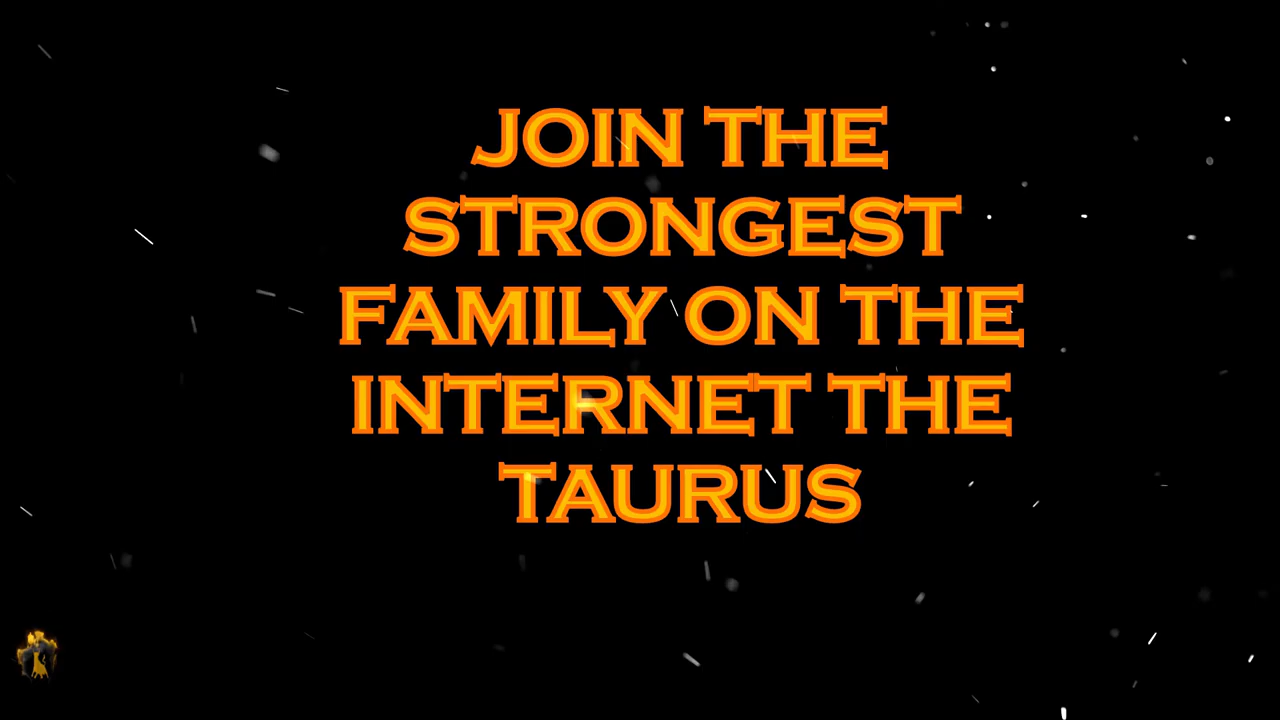 JOIN THE
STRONGEST
FAMILY ON THE
INTERNET THE
TAURUS